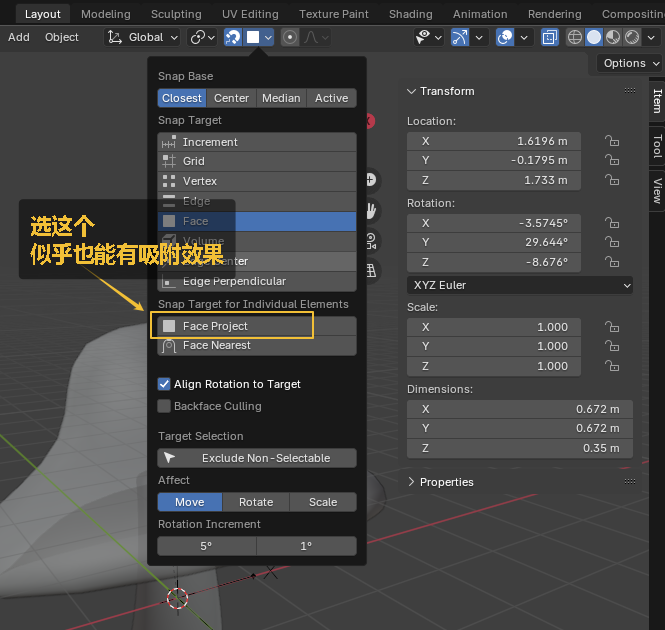 Layout Modeling Sculpting UV Editing Texture Paint Shading Animation Rendering Compositin
Add Object Global
Options
Snap Base
Closest Center Median Active
Snap Target
Increment
Grid
Vertex
Edge
Face
Volume
Edge Center
Edge Perpendicular
选这个
似乎也能有吸附效果
Snap Target for Individual Elements
Face Project
Face Nearest
Align Rotation to Target
Backface Culling
Target Selection
Exclude Non-Selectable
Affect
Move Rotate Scale
Rotation Increment
5° 1°
Transform
Location:
X 1.6196 m
Y -0.1795 m
Z 1.733 m
Rotation:
X -3.5745°
Y 29.644°
Z -8.676°
XYZ Euler
Scale:
X 1.000
Y 1.000
Z 1.000
Dimensions:
X 0.672 m
Y 0.672 m
Z 0.35 m
Properties
Item
Tool
View